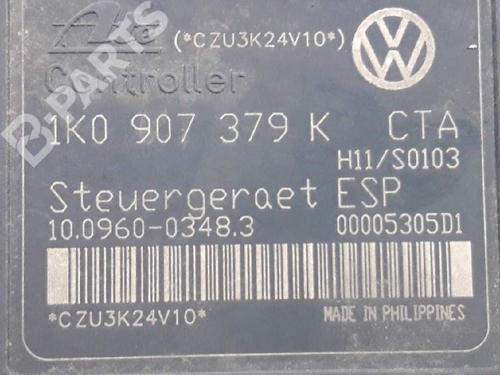 Ate (*CZU3K24V10*)
Controller
1K0 907 379 K CTA
H11/S0103
Steuergeraet ESP
10.0960-0348.3 00005305D1
*CZU3K24V10* MADE IN PHILIPPINES
B-PARTS